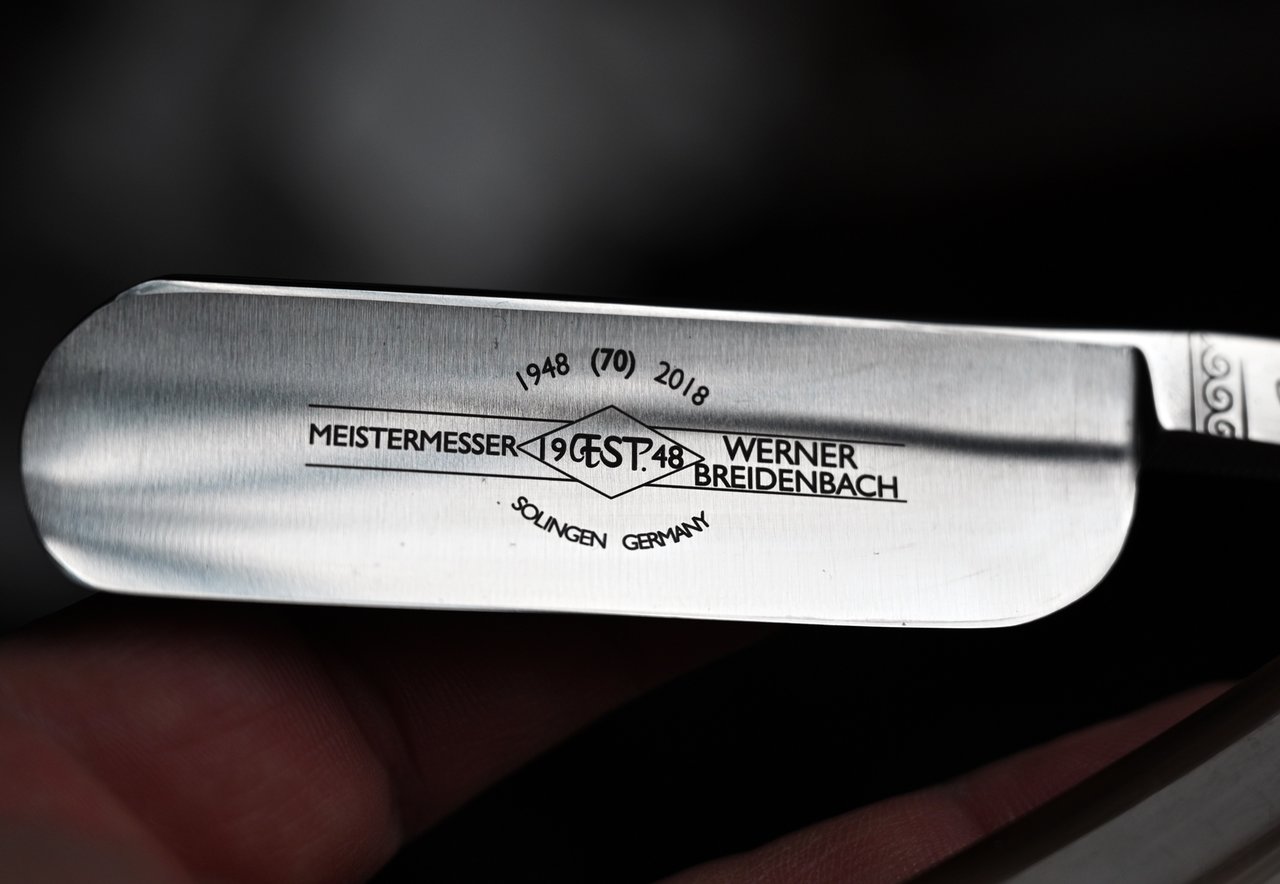 1948 (70) 2018
MEISTERMESSER 19 EST. 48 WERNER
BREIDENBACH
SOLINGEN GERMANY